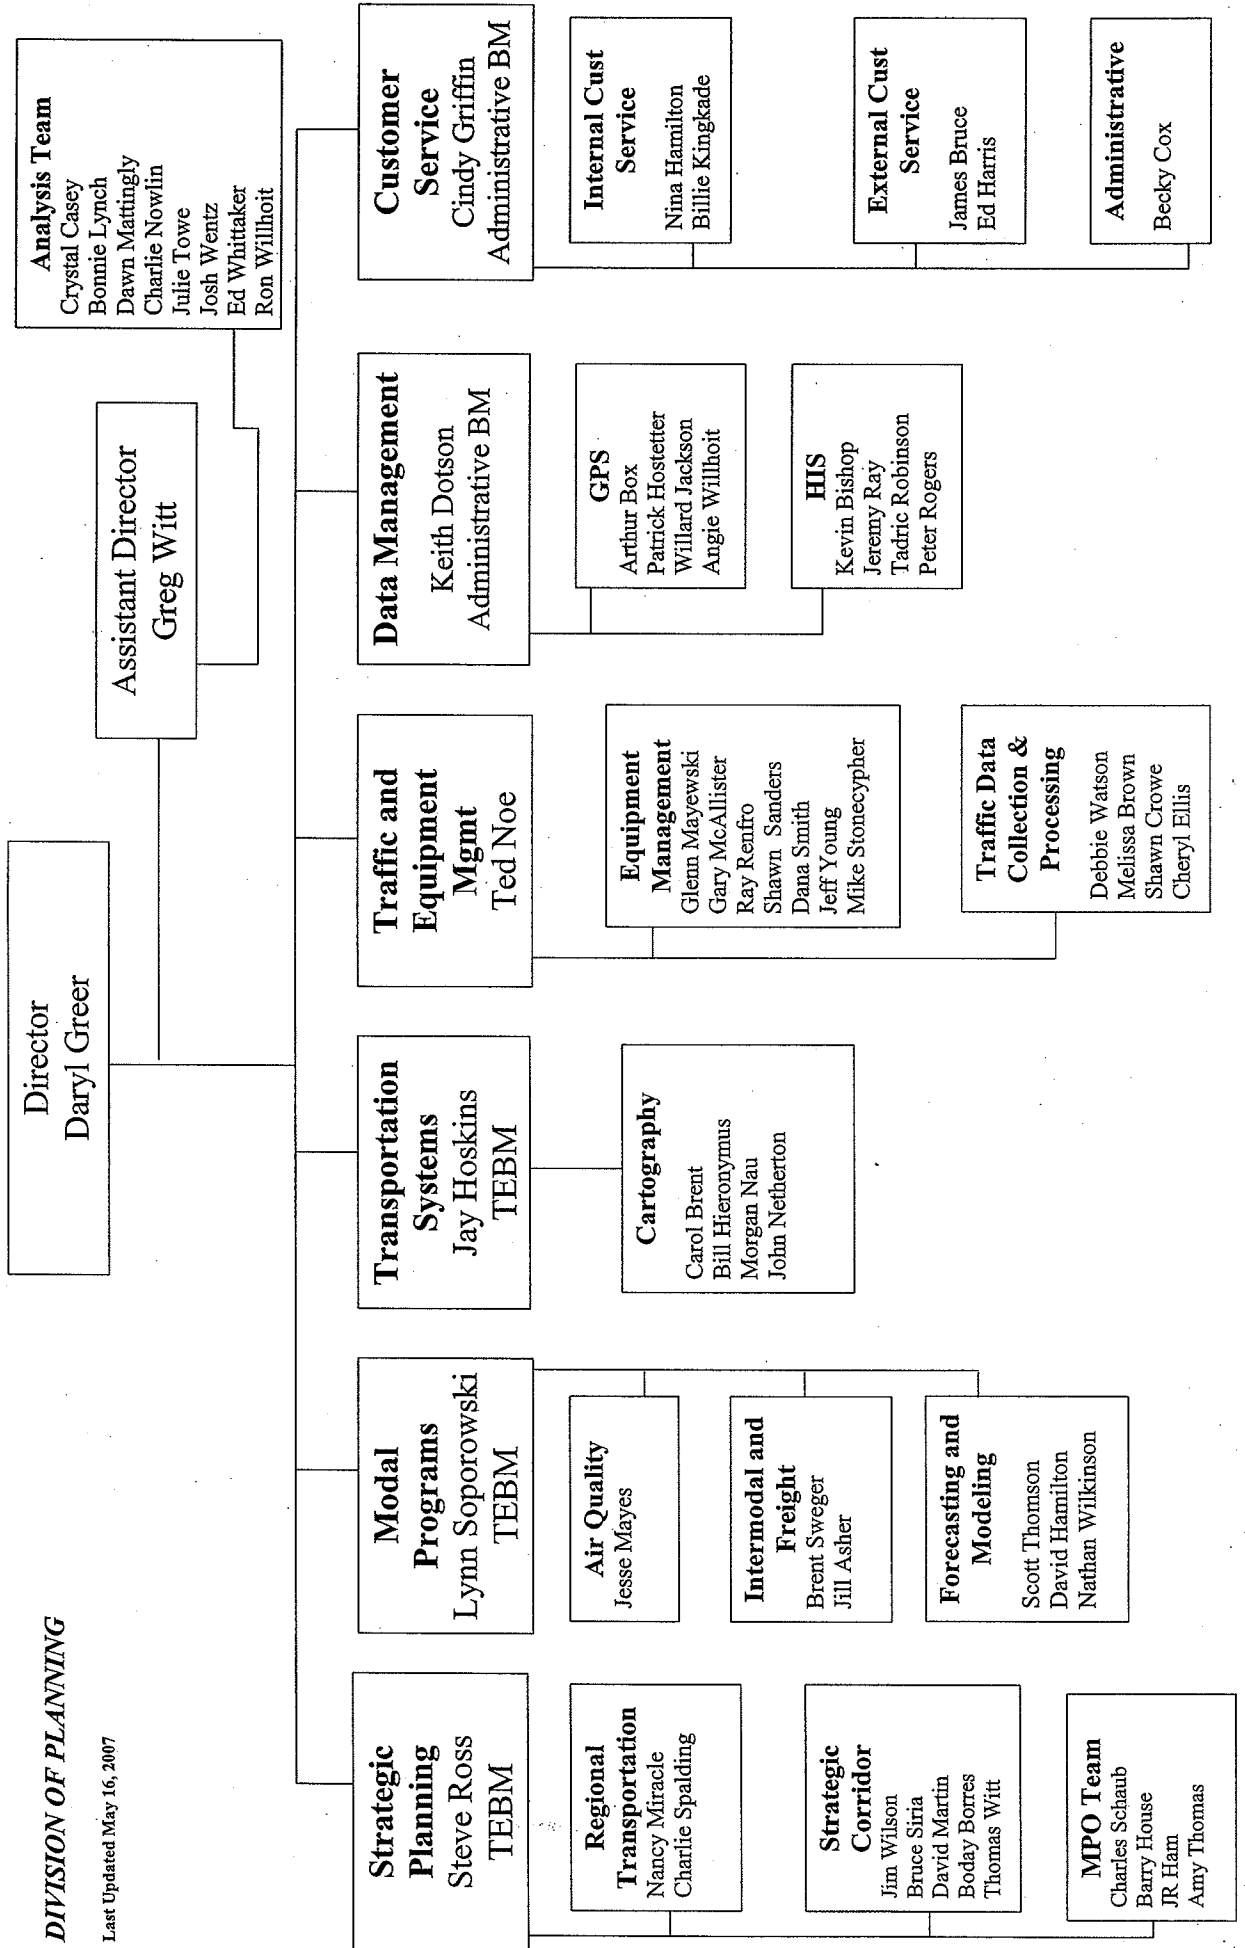 DIVISION OF PLANNING
Last Updated May 16, 2007
Director
Daryl Greer
Assistant Director
Greg Witt
Analysis Team
Crystal Casey
Bonnie Lynch
Dawn Mattingly
Charlie Nowlin
Julie Towe
Josh Wentz
Ed Whittaker
Ron Willhoit
Strategic
Planning
Steve Ross
TEBM
Regional
Transportation
Nancy Miracle
Charlie Spalding
Strategic
Corridor
Jim Wilson
Bruce Siria
David Martin
Boday Borres
Thomas Witt
MPO Team
Charles Schaub
Barry House
JR Ham
Amy Thomas
Modal
Programs
Lynn Soporowski
TEBM
Air Quality
Jesse Mayes
Intermodal and
Freight
Brent Sweger
Jill Asher
Forecasting and
Modeling
Scott Thomson
David Hamilton
Nathan Wilkinson
Transportation
Systems
Jay Hoskins
TEBM
Cartography
Carol Brent
Bill Hieronymus
Morgan Nau
John Netherton
Traffic and
Equipment
Mgmt
Ted Noe
Equipment
Management
Glenn Mayewski
Gary McAllister
Ray Renfro
Shawn Sanders
Dana Smith
Jeff Young
Mike Stonecypher
Traffic Data
Collection &
Processing
Debbie Watson
Melissa Brown
Shawn Crowe
Cheryl Ellis
Data Management
Keith Dotson
Administrative BM
GPS
Arthur Box
Patrick Hostetter
Willard Jackson
Angie Willhoit
HIS
Kevin Bishop
Jeremy Ray
Tadric Robinson
Peter Rogers
Customer
Service
Cindy Griffin
Administrative BM
Internal Cust
Service
Nina Hamilton
Billie Kingkade
External Cust
Service
James Bruce
Ed Harris
Administrative
Becky Cox